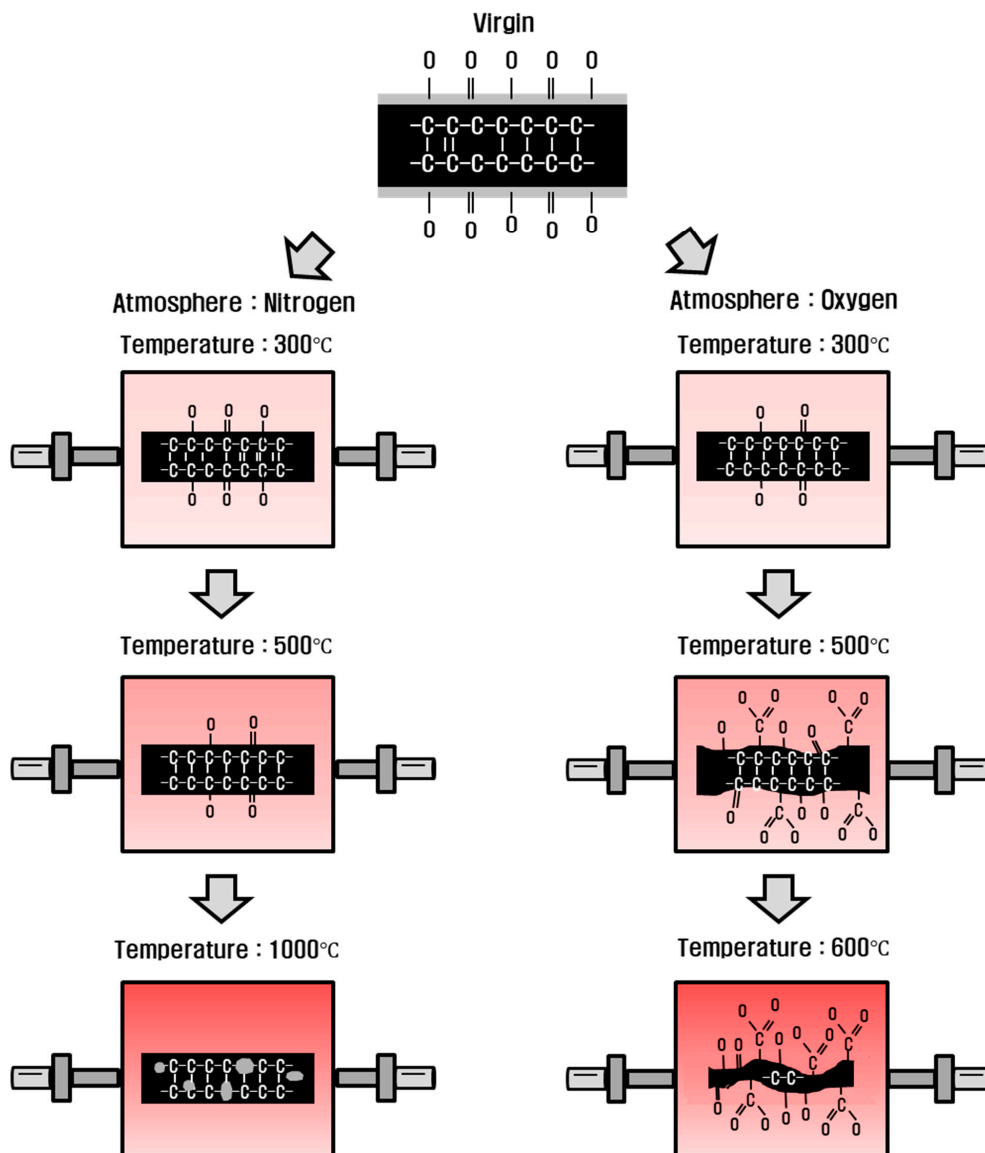 Virgin
O O O O O
-C-C-C-C-C-C-C-
-C-C-C-C-C-C-C-
O O O O O
Atmosphere : Nitrogen
Temperature : 300℃
O O O
-C-C-C-C-C-C-C-
-C-C-C-C-C-C-C-
O O O
Temperature : 500℃
O O
-C-C-C-C-C-C-C-
-C-C-C-C-C-C-C-
O O
Temperature : 1000℃
-C-C-C-C-C-C-C-
-C-C-C-C-C-C-C-
Atmosphere : Oxygen
Temperature : 300℃
O O
-C-C-C-C-C-C-C-
-C-C-C-C-C-C-C-
O O
Temperature : 500℃
O O O O
O C O O C
-C-C-C-C-C-C-
-C-C-C-C-C-C-
O C O O C
O O O O
Temperature : 600℃
O O O O O O
O O C O C C
-C-C-
O C O O C C
O O O O O O